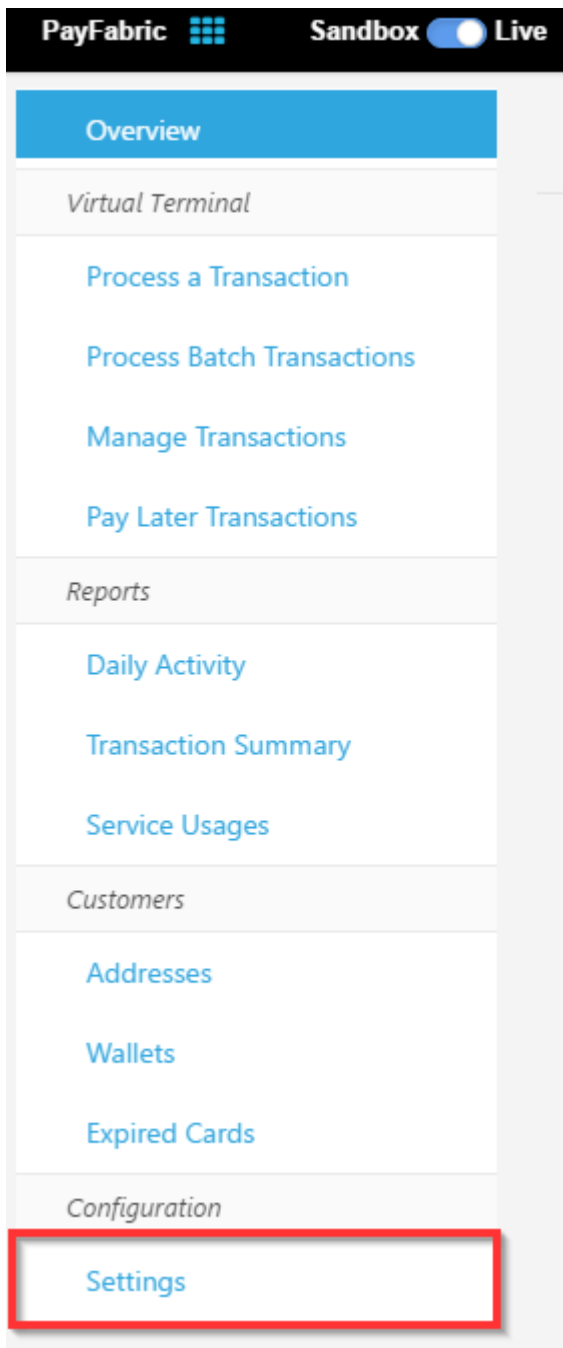 PayFabric Sandbox Live
Overview
Virtual Terminal
Process a Transaction
Process Batch Transactions
Manage Transactions
Pay Later Transactions
Reports
Daily Activity
Transaction Summary
Service Usages
Customers
Addresses
Wallets
Expired Cards
Configuration
Settings